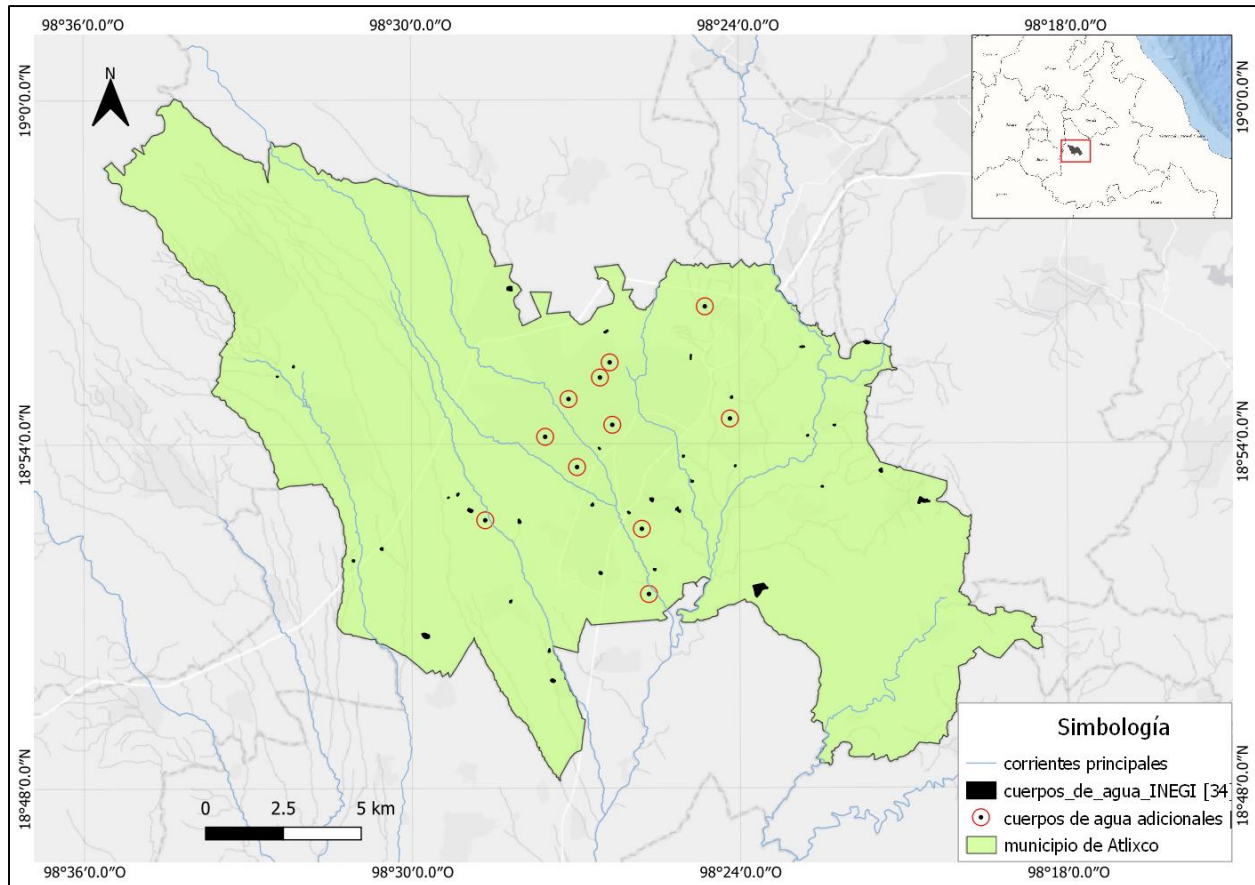 98°36′0.0″O 98°30′0.0″O 98°24′0.0″O 98°18′0.0″O
19°0′0.0″N 19°0′0.0″N
N
18°54′0.0″N 18°54′0.0″N
18°48′0.0″N 18°48′0.0″N
Simbología
corrientes principales
cuerpos_de_agua_INEGI [34]
cuerpos de agua adicionales [
municipio de Atlixco
0 2.5 5 km
98°36′0.0″O 98°30′0.0″O 98°24′0.0″O 98°18′0.0″O